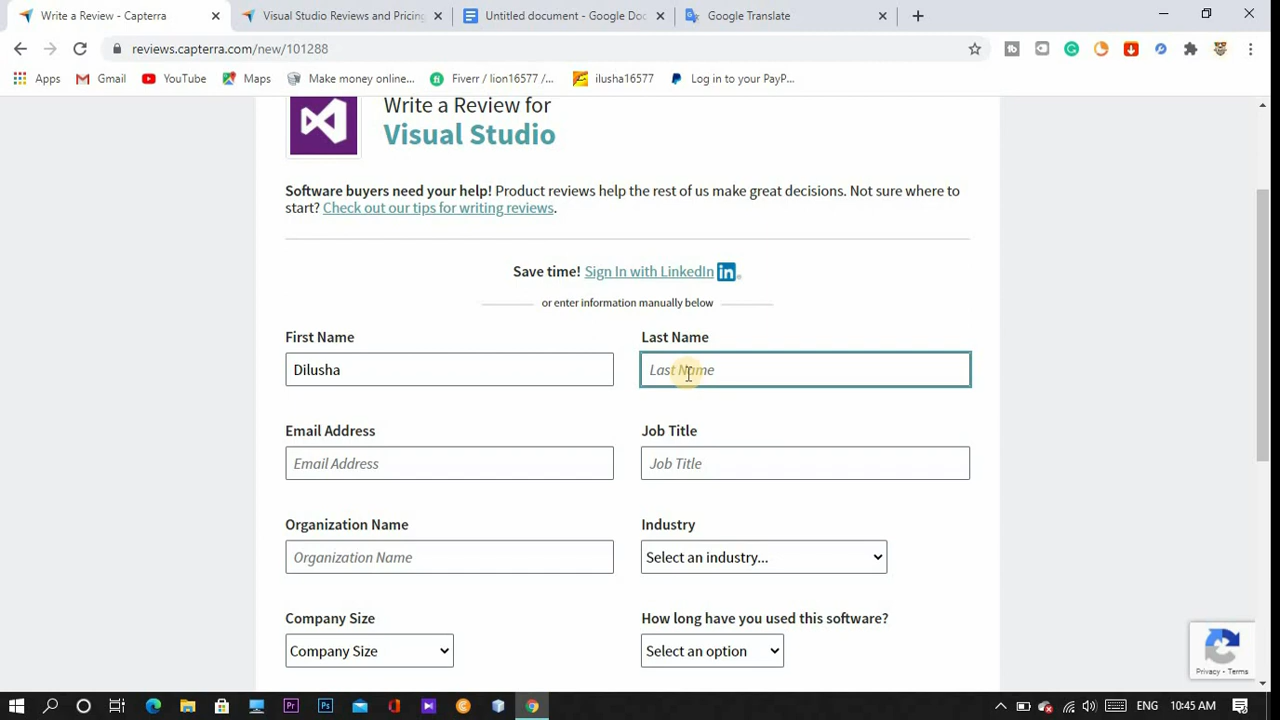 Write a Review - Capterra
Visual Studio Reviews and Pricing
Untitled document - Google Doc
Google Translate
reviews.capterra.com/new/101288
Apps
Gmail
YouTube
Maps
Make money online...
Fiverr / lion16577 /...
ilusha16577
Log in to your PayP...
Write a Review for
Visual Studio
Software buyers need your help! Product reviews help the rest of us make great decisions. Not sure where to
start? Check out our tips for writing reviews.
Save time! Sign In with LinkedIn in
or enter information manually below
First Name
Last Name
Dilusha
Last Name
Email Address
Job Title
Email Address
Job Title
Organization Name
Industry
Organization Name
Select an industry...
Company Size
How long have you used this software?
Company Size
Select an option
Privacy - Terms
Pr
Ps
ENG
10:45 AM